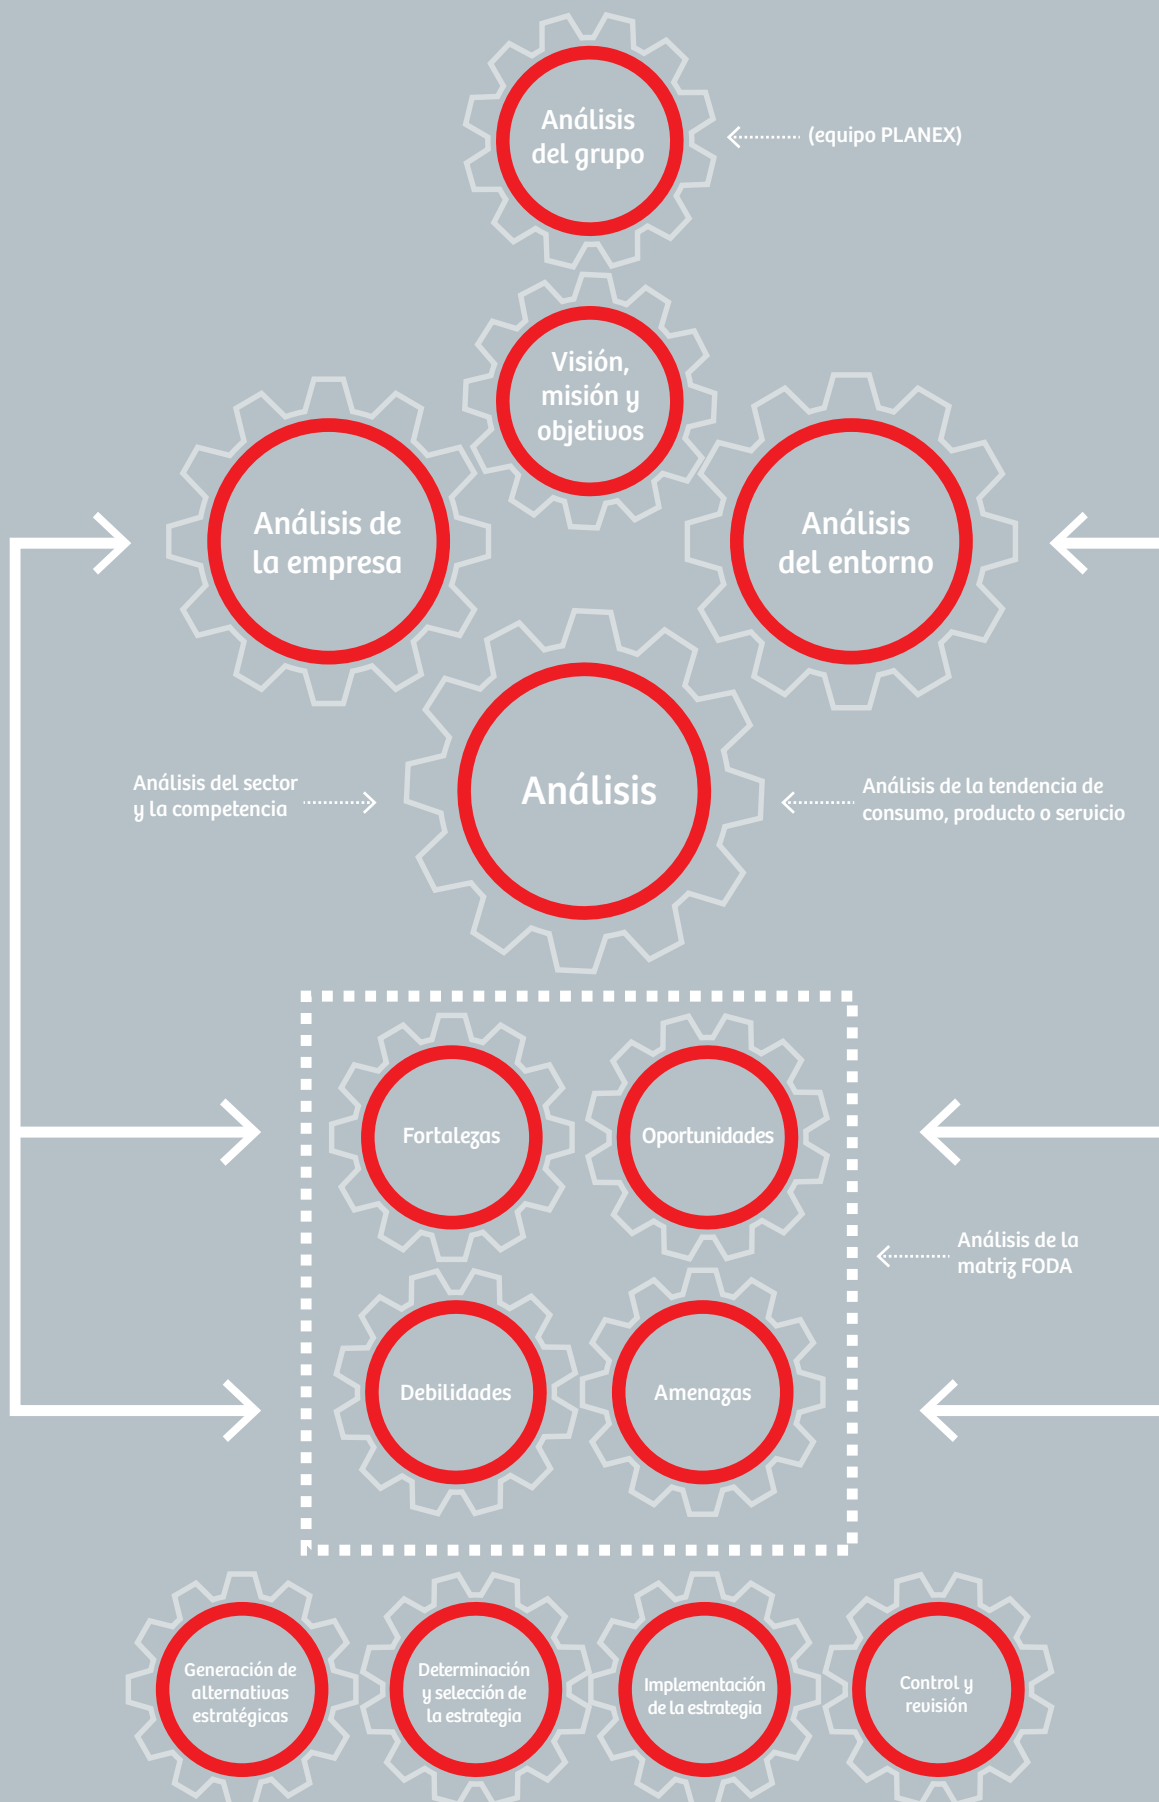 Análisis
del grupo
(equipo PLANEX)
Visión,
misión y
objetivos
Análisis de
la empresa
Análisis
del entorno
Análisis del sector
y la competencia
Análisis
Análisis de la tendencia de
consumo, producto o servicio
Fortalezas
Oportunidades
Análisis de la
matriz FODA
Debilidades
Amenazas
Generación de
alternativas
estratégicas
Determinación
y selección de
la estrategia
Implementación
de la estrategia
Control y
revisión